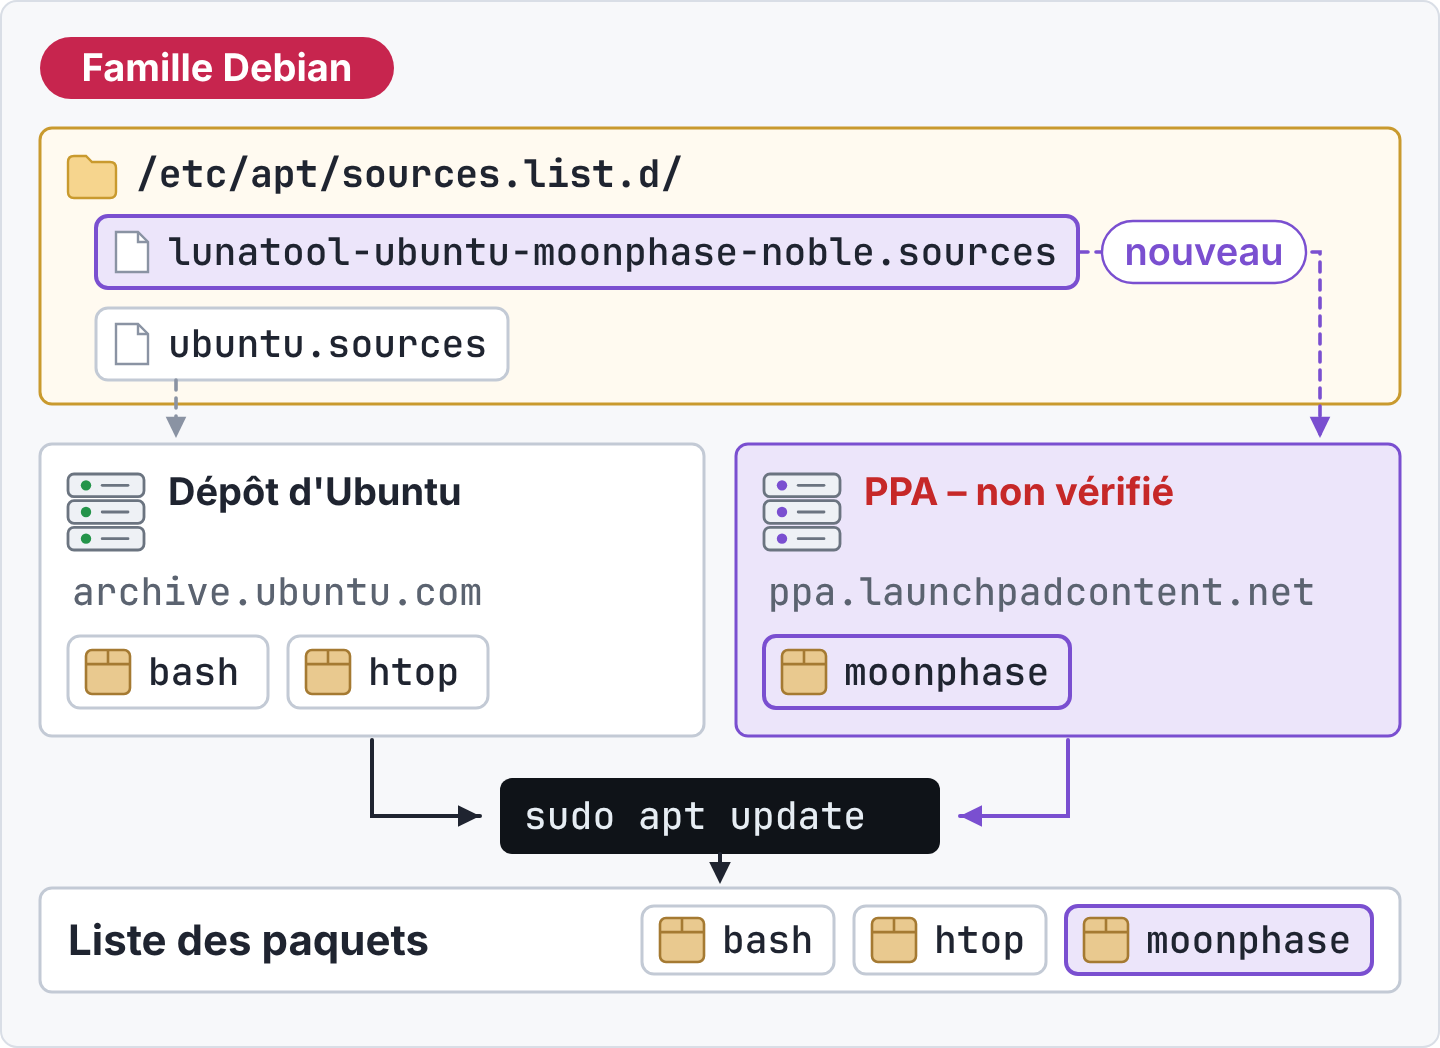 Famille Debian
/etc/apt/sources.list.d/
lunatool-ubuntu-moonphase-noble.sources
nouveau
ubuntu.sources
Dépôt d'Ubuntu
archive.ubuntu.com
bash
htop
PPA – non vérifié
ppa.launchpadcontent.net
moonphase
sudo apt update
Liste des paquets
bash
htop
moonphase